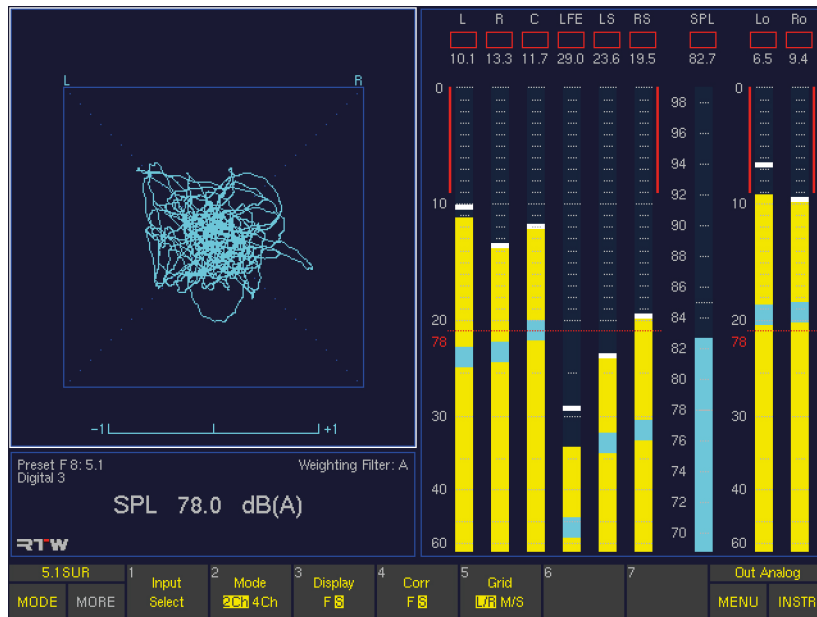 L R C LFE LS RS SPL Lo Ro
10.1 13.3 11.7 29.0 23.6 19.5 82.7 6.5 9.4
L R
0 0
98
96
94
92
10 10
90
88
86
84
20 20
78 78
82
80
78
30 30
76
74
40 40
72
70
60 60
-1 +1
Preset F 8: 5.1 Weighting Filter: A
Digital 3
SPL 78.0 dB(A)
RTW
5.1SUR 1 Input 2 Mode 3 Display 4 Corr 5 Grid 6 7 Out Analog
MODE MORE Select 2Ch 4Ch F S F S L/R M/S MENU INSTR